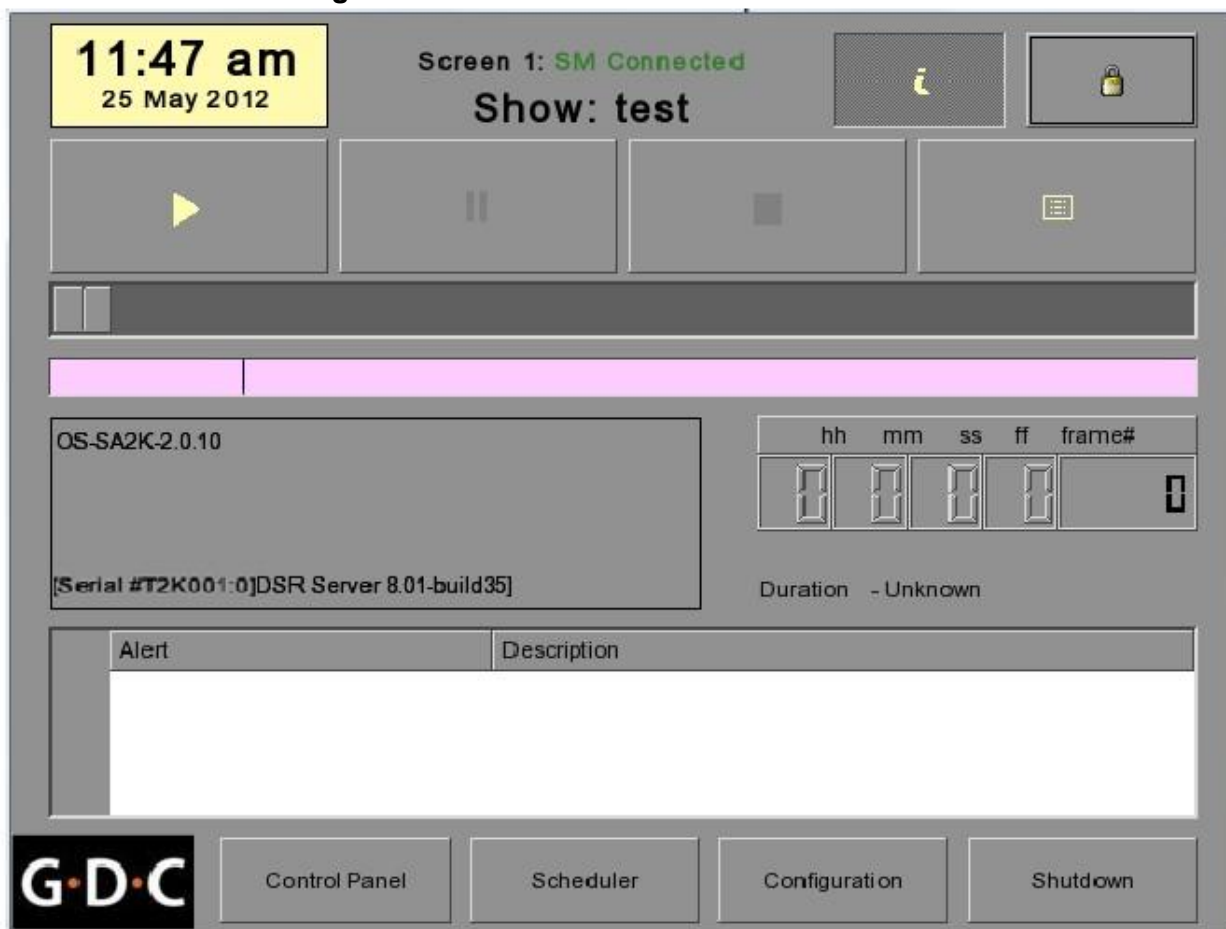 11:47 am
25 May 2012
Screen 1: SM Connected
Show: test
i
OS-SA2K-2.0.10
[Serial #T2K001:0]DSR Server 8.01-build35]
hh mm ss ff frame#
0 0 0 0 0
Duration - Unknown
Alert Description
G·D·C
Control Panel
Scheduler
Configuration
Shutdown